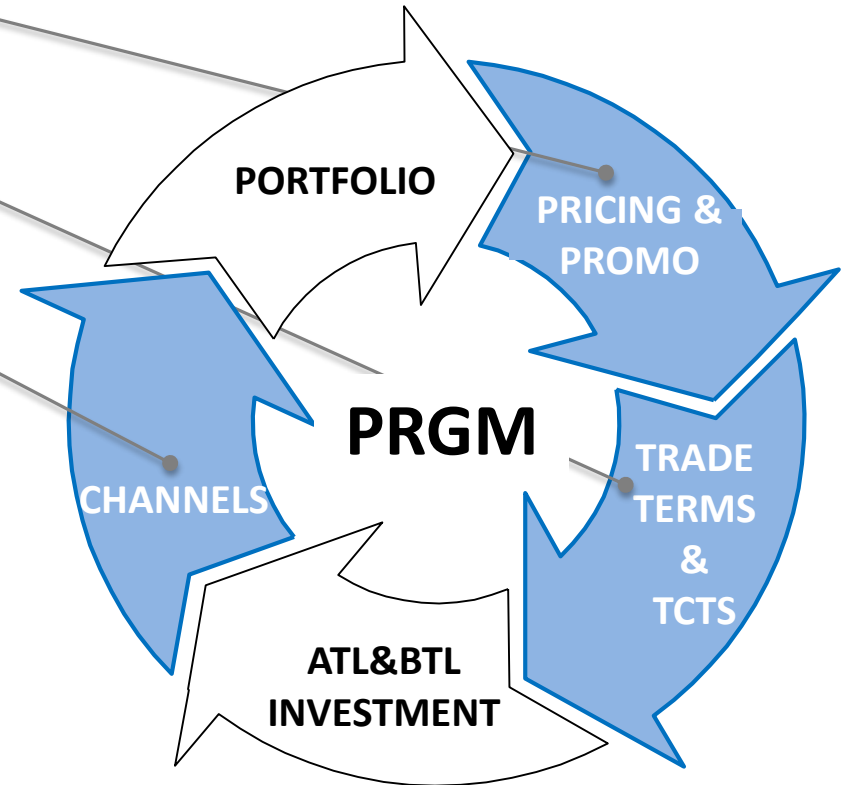 PORTFOLIO
PRICING &
PROMO
PRGM
TRADE
TERMS
&
TCTS
CHANNELS
ATL&BTL
INVESTMENT